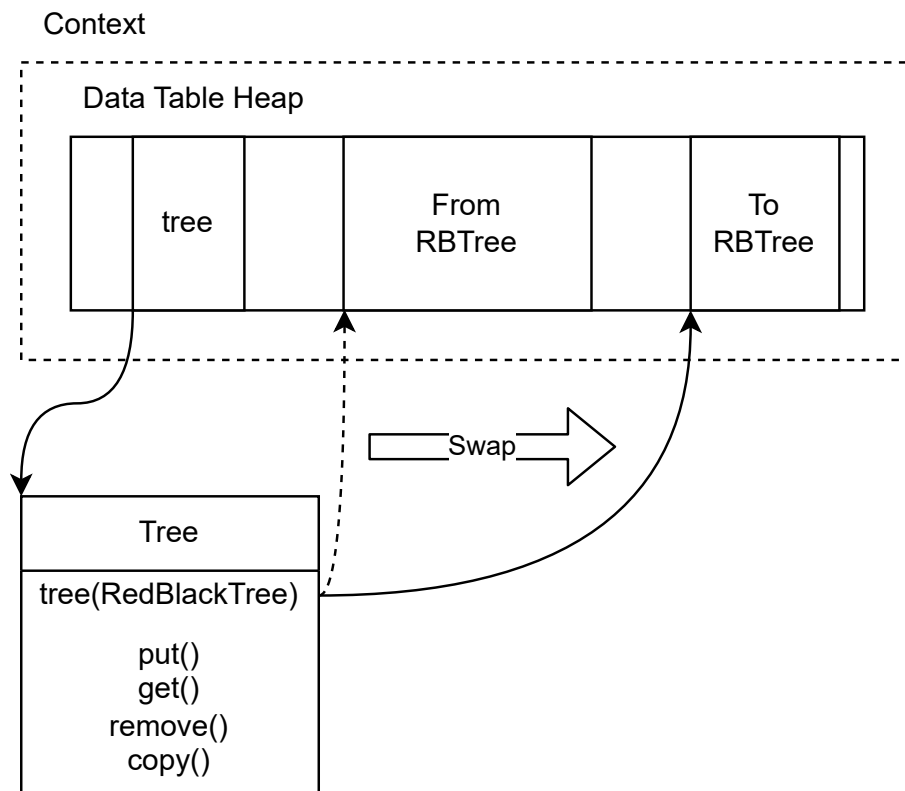 Context
Data Table Heap
tree
From
RBTree
To
RBTree
Swap
Tree
tree(RedBlackTree)
put()
get()
remove()
copy()